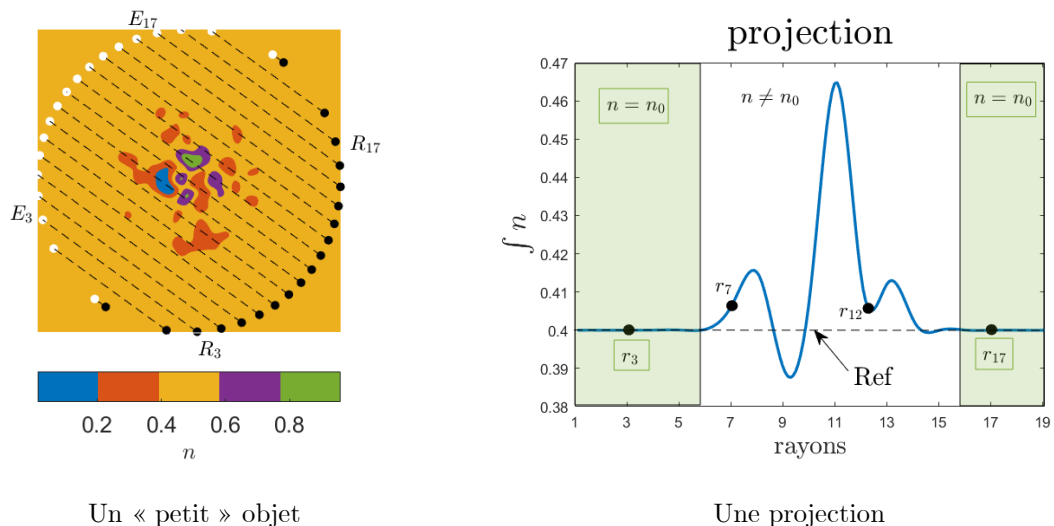 E17
E3
R17
R3
0.2 0.4 0.6 0.8
n
Un « petit » objet
projection
0.47
0.46
0.45
0.44
0.43
0.42
0.41
0.4
0.39
0.38
∫ n
n = n0
n ≠ n0
n = n0
r7
r12
r3
r17
Ref
1 3 5 7 9 11 13 15 17 19
rayons
Une projection